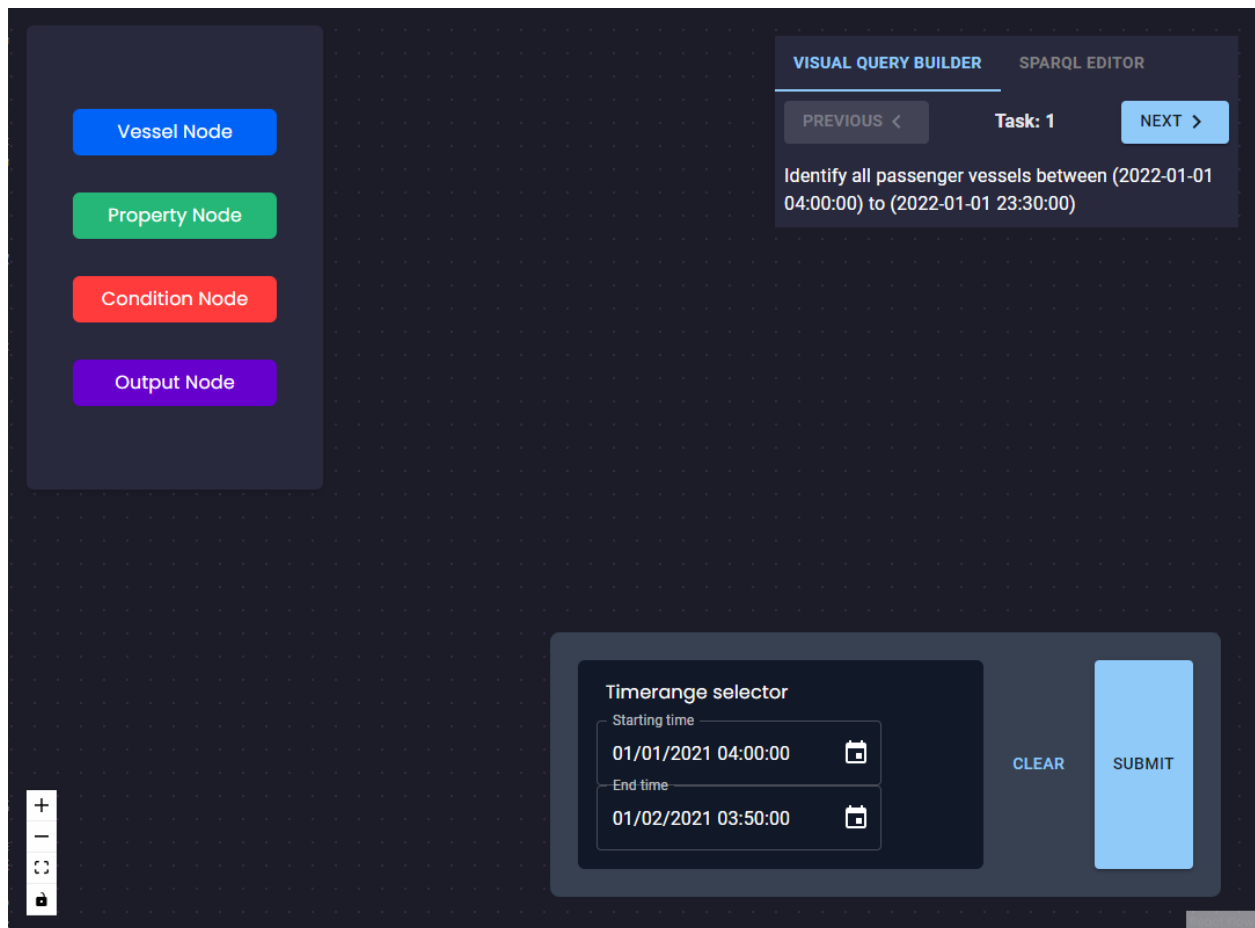 Vessel Node
Property Node
Condition Node
Output Node
VISUAL QUERY BUILDER
SPARQL EDITOR
PREVIOUS
Task: 1
NEXT
Identify all passenger vessels between (2022-01-01
04:00:00) to (2022-01-01 23:30:00)
Timerange selector
Starting time
01/01/2021 04:00:00
End time
01/02/2021 03:50:00
CLEAR
SUBMIT